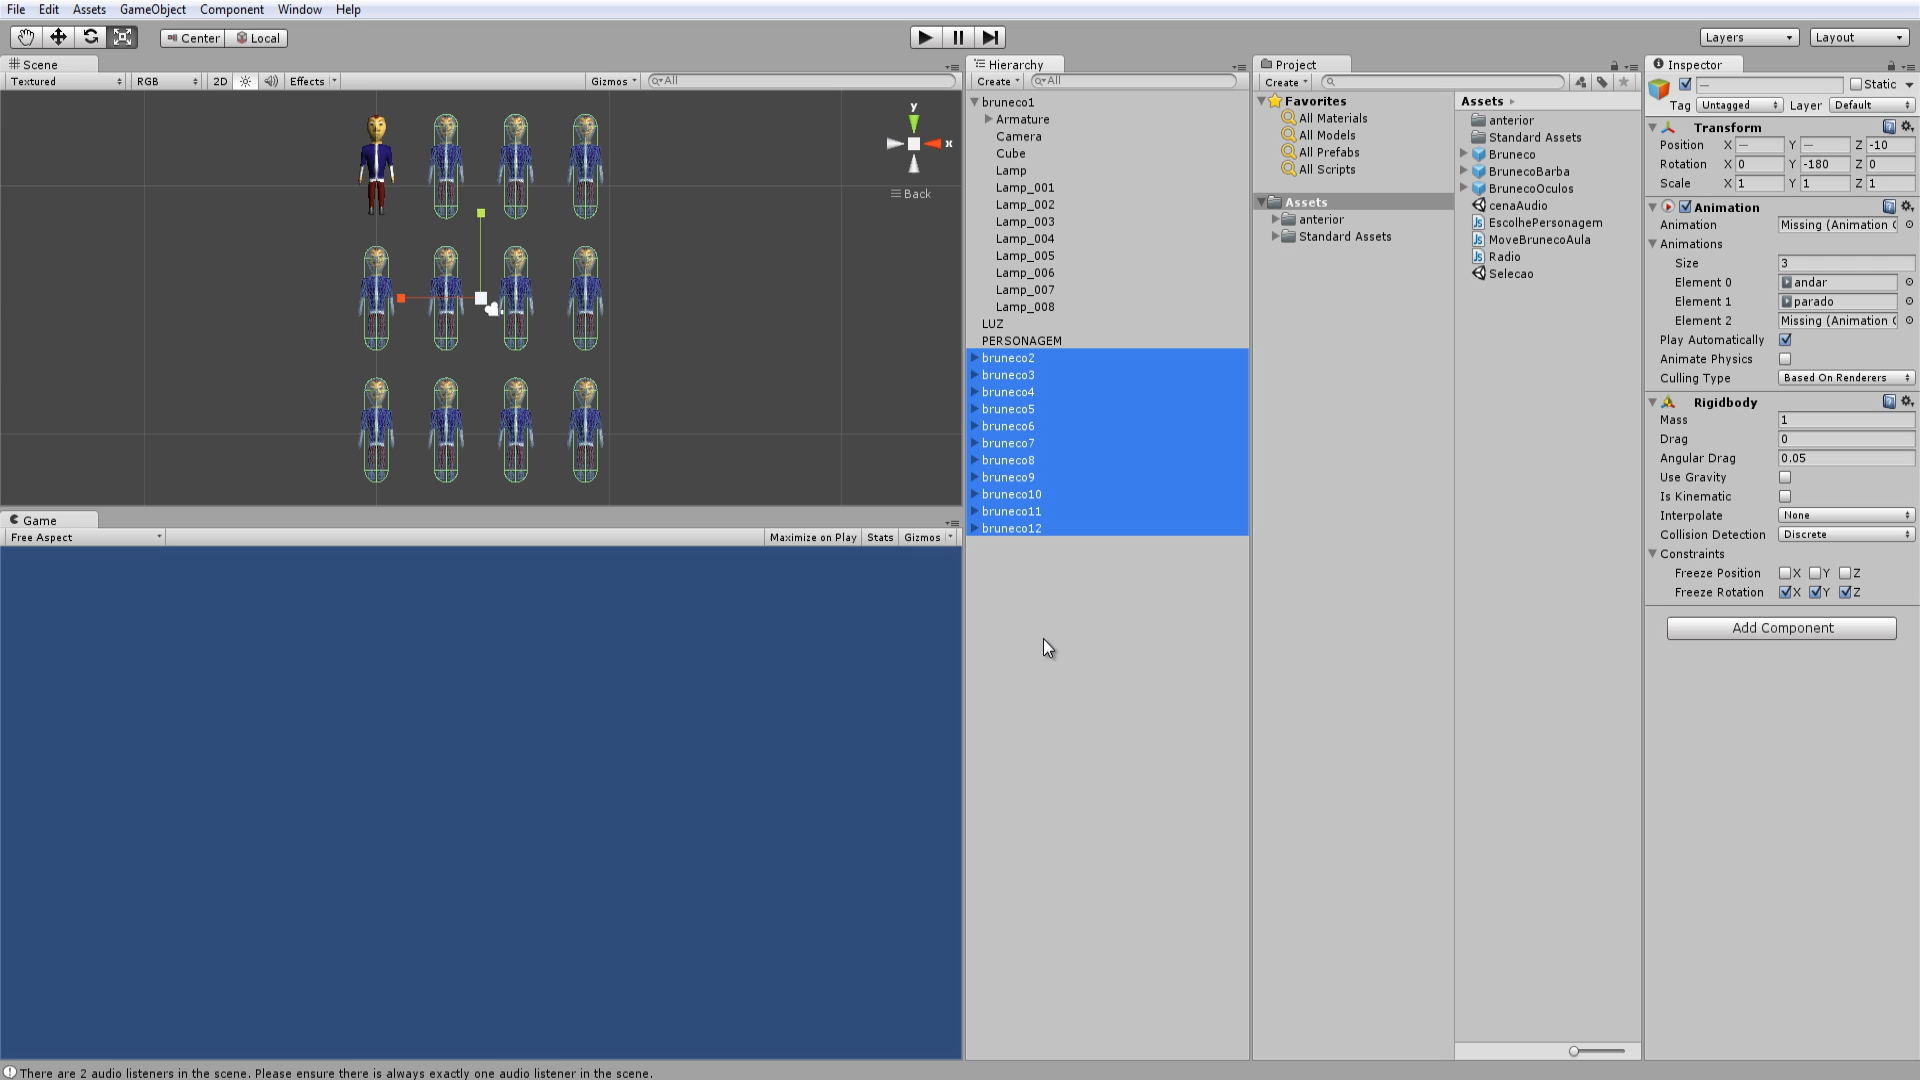 File Edit Assets GameObject Component Window Help
Center Local
Layers Layout
Scene
Textured RGB 2D Effects Gizmos All
y
x
Back
Game
Free Aspect Maximize on Play Stats Gizmos
Hierarchy
Create All
bruneco1
Armature
Camera
Cube
Lamp
Lamp_001
Lamp_002
Lamp_003
Lamp_004
Lamp_005
Lamp_006
Lamp_007
Lamp_008
LUZ
PERSONAGEM
bruneco2
bruneco3
bruneco4
bruneco5
bruneco6
bruneco7
bruneco8
bruneco9
bruneco10
bruneco11
bruneco12
Project
Create
Favorites
All Materials
All Models
All Prefabs
All Scripts
Assets
anterior
Standard Assets
Assets
anterior
Standard Assets
Bruneco
BrunecoBarba
BrunecoOculos
cenaAudio
EscolhePersonagem
MoveBrunecoAula
Radio
Selecao
Inspector
— Static
Tag Untagged Layer Default
Transform
Position X — Y — Z -10
Rotation X 0 Y -180 Z 0
Scale X 1 Y 1 Z 1
Animation
Animation Missing (Animation C
Animations
Size 3
Element 0 andar
Element 1 parado
Element 2 Missing (Animation C
Play Automatically
Animate Physics
Culling Type Based On Renderers
Rigidbody
Mass 1
Drag 0
Angular Drag 0.05
Use Gravity
Is Kinematic
Interpolate None
Collision Detection Discrete
Constraints
Freeze Position X Y Z
Freeze Rotation X Y Z
Add Component
There are 2 audio listeners in the scene. Please ensure there is always exactly one audio listener in the scene.